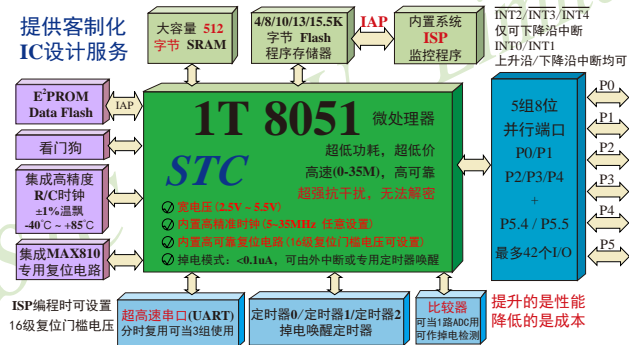 提供客制化
IC设计服务
大容量 512
字节 SRAM
4/8/10/13/15.5K
字节 Flash
程序存储器
IAP
内置系统
ISP
监控程序
INT2/INT3/INT4
仅可下降沿中断
INT0/INT1
上升沿/下降沿中断均可
E²PROM
Data Flash
IAP
看门狗
集成高精度
R/C时钟
±1%温飘
-40℃～+85℃
集成MAX810
专用复位电路
1T 8051 微处理器
STC
超低功耗，超低价
高速(0-35M)，高可靠
超强抗干扰，无法解密
宽电压(2.5V～5.5V)
内置高精准时钟(5-35MHz 任意设置)
内置高可靠复位电路(16级复位门槛电压可设置)
掉电模式：<0.1uA，可由外中断或专用定时器唤醒
5组8位
并行端口
P0/P1
P2/P3/P4
+
P5.4 / P5.5
最多42个I/O
P0
P1
P2
P3
P4
P5
ISP编程时可设置
16级复位门槛电压
超高速串口(UART)
分时复用可当3组使用
定时器0/定时器1/定时器2
掉电唤醒定时器
比较器
可当1路ADC用
可作掉电检测
提升的是性能
降低的是成本